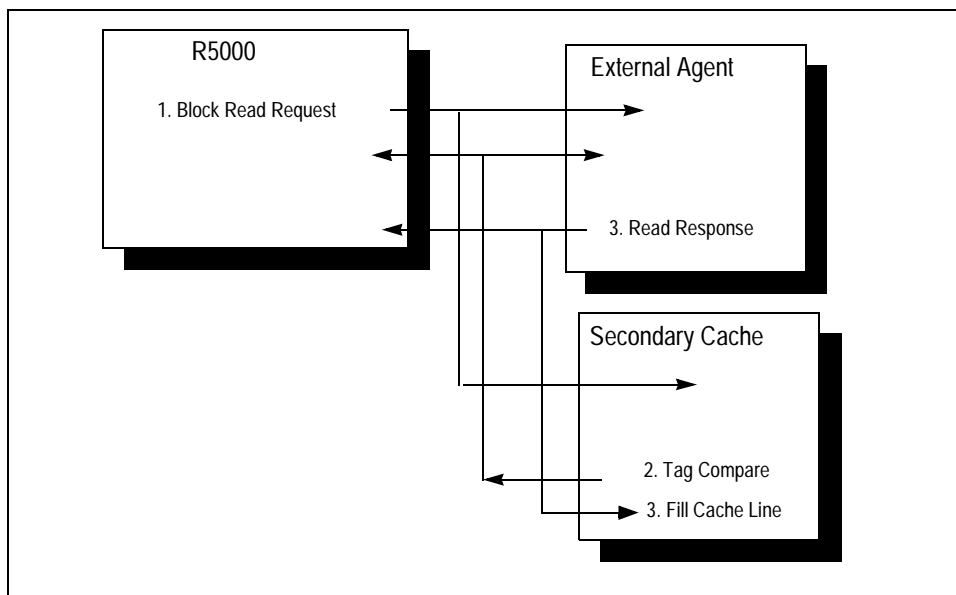 R5000
External Agent
1. Block Read Request
3. Read Response
Secondary Cache
2. Tag Compare
3. Fill Cache Line